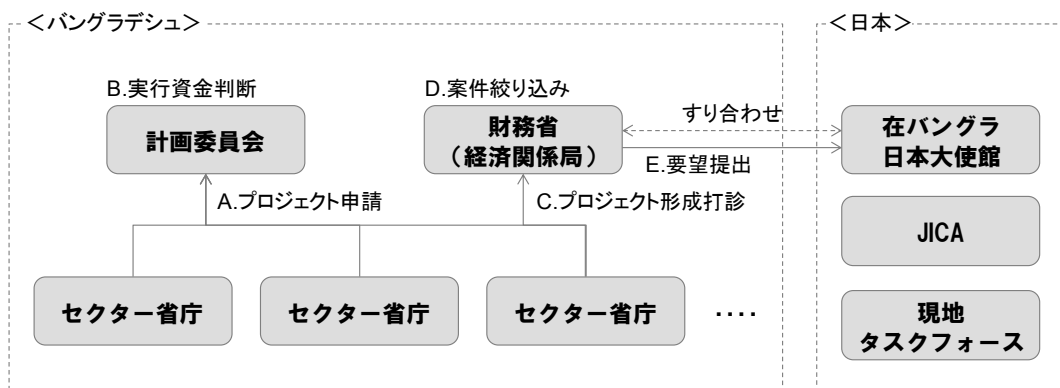 ＜バングラデシュ＞
＜日本＞
B.実行資金判断
D.案件絞り込み
計画委員会
財務省
（経済関係局）
すり合わせ
E.要望提出
在バングラ
日本大使館
A.プロジェクト申請
C.プロジェクト形成打診
JICA
セクター省庁
セクター省庁
セクター省庁
‥‥
現地
タスクフォース